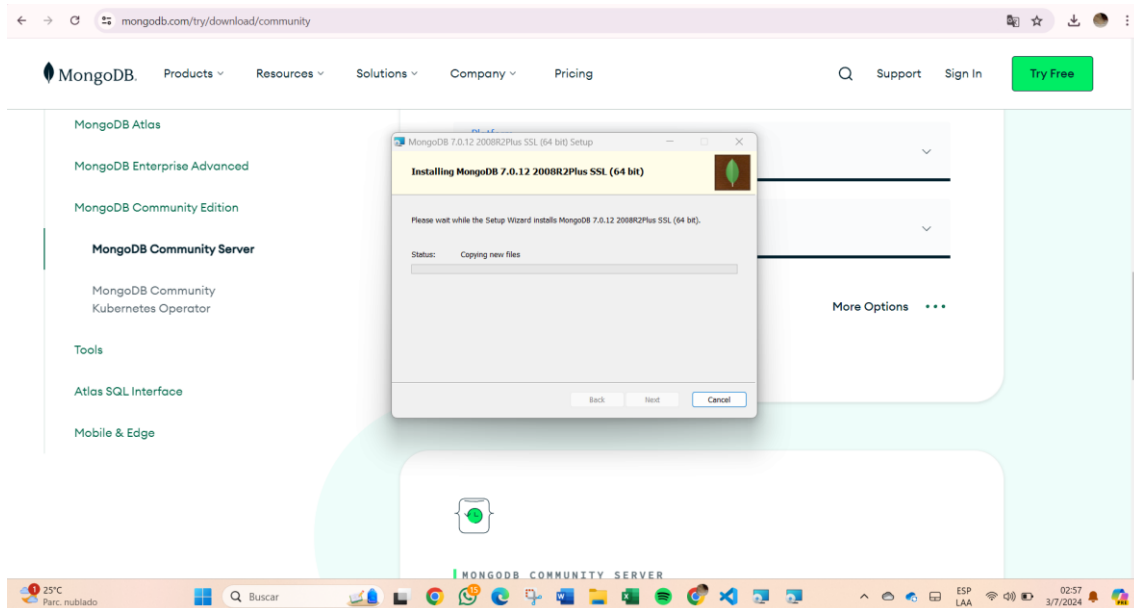 mongodb.com/try/download/community
MongoDB.
Products
Resources
Solutions
Company
Pricing
Support
Sign In
Try Free
MongoDB Atlas
MongoDB Enterprise Advanced
MongoDB Community Edition
MongoDB Community Server
MongoDB Community
Kubernetes Operator
Tools
Atlas SQL Interface
Mobile & Edge
Platform
MongoDB 7.0.12 2008R2Plus SSL (64 bit) Setup
Installing MongoDB 7.0.12 2008R2Plus SSL (64 bit)
Please wait while the Setup Wizard installs MongoDB 7.0.12 2008R2Plus SSL (64 bit).
Status: Copying new files
Back Next Cancel
More Options
MONGODB COMMUNITY SERVER
1
25°C
Parc. nublado
Buscar
ESP
LAA
02:57
3/7/2024